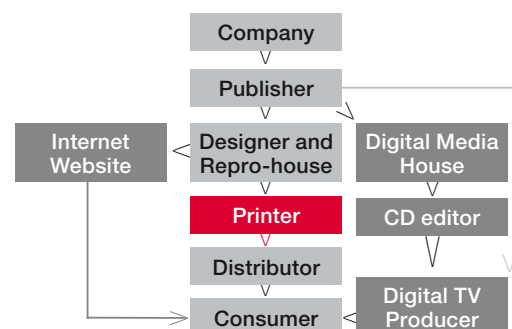 Company
Publisher
Internet
Website
Designer and
Repro-house
Digital Media
House
Printer
CD editor
Distributor
Digital TV
Producer
Consumer